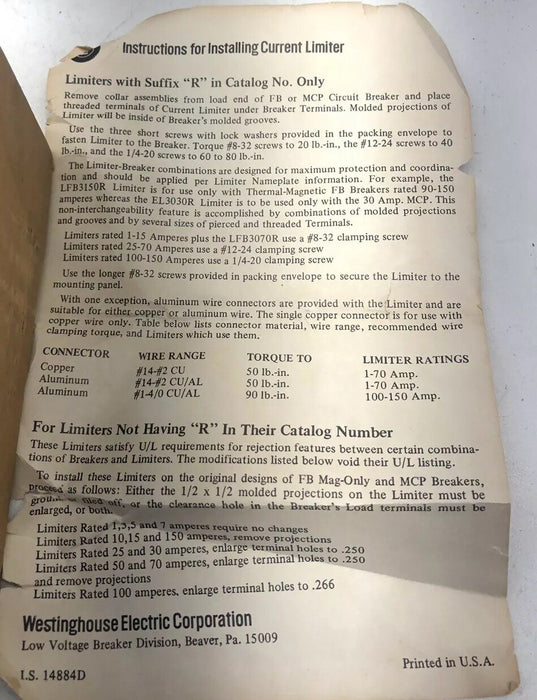 Instructions for Installing Current Limiter
Limiters with Suffix “R” in Catalog No. Only
Remove collar assemblies from load end of FB or MCP Circuit Breaker and place
threaded terminals of Current Limiter under Breaker Terminals. Molded projections of
Limiter will be inside of Breaker's molded grooves.
Use the three short screws with lock washers provided in the packing envelope to
fasten Limiter to the Breaker. Torque #8-32 screws to 20 lb.-in., the #12-24 screws to 40
lb.-in., and the 1/4-20 screws to 60 to 80 lb.-in.
The Limiter-Breaker combinations are designed for maximum protection and coordina-
tion and should be applied per Limiter Nameplate information. For example, the
LFB3150R Limiter is for use only with Thermal-Magnetic FB Breakers rated 90-150
amperes whereas the EL3030R Limiter is to be used only with the 30 Amp. MCP. This
non-interchangeability feature is accomplished by combinations of molded projections
and grooves and by several sizes of pierced and threaded Terminals.
Limiters rated 1-15 Amperes plus the LFB3070R use a #8-32 clamping screw
Limiters rated 25-70 Amperes use a #12-24 clamping screw
Limiters rated 100-150 Amperes use a 1/4-20 clamping screw
Use the longer #8-32 screws provided in packing envelope to secure the Limiter to the
mounting panel.
With one exception, aluminum wire connectors are provided with the Limiter and are
suitable for either copper or aluminum wire. The single copper connector is for use with
copper wire only. Table below lists connector material, wire range, recommended wire
clamping torque, and Limiters which use them.
CONNECTOR WIRE RANGE TORQUE TO LIMITER RATINGS
Copper #14-#2 CU 50 lb.-in. 1-70 Amp.
Aluminum #14-#2 CU/AL 50 lb.-in. 1-70 Amp.
Aluminum #1-4/0 CU/AL 90 lb.-in. 100-150 Amp.
For Limiters Not Having “R” In Their Catalog Number
These Limiters satisfy U/L requirements for rejection features between certain combina-
tions of Breakers and Limiters. The modifications listed below void their U/L listing.
To install these Limiters on the original designs of FB Mag-Only and MCP Breakers,
proceed as follows: Either the 1/2 x 1/2 molded projections on the Limiter must be
or filed off, or the clearance hole in the Breaker's Load terminals must be
enlarged, or both.
Limiters Rated 1,3,5 and 7 amperes require no changes
Limiters Rated 10,15 and 150 amperes, remove projections
Limiters Rated 25 and 30 amperes, enlarge terminal holes to .250
Limiters Rated 50 and 70 amperes, enlarge terminal holes to .250
and remove projections
Limiters Rated 100 amperes, enlarge terminal holes to .266
Westinghouse Electric Corporation
Low Voltage Breaker Division, Beaver, Pa. 15009
I.S. 14884D
Printed in U.S.A.